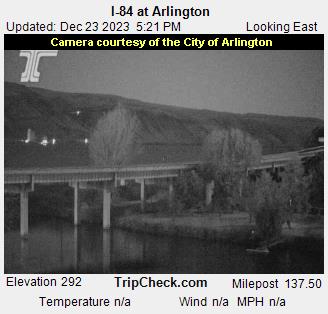 I-84 at Arlington
Updated: Dec 23 2023 5:21 PM Looking East
Camera courtesy of the City of Arlington
Elevation 292 TripCheck.com Milepost 137.50
Temperature n/a Wind n/a MPH n/a